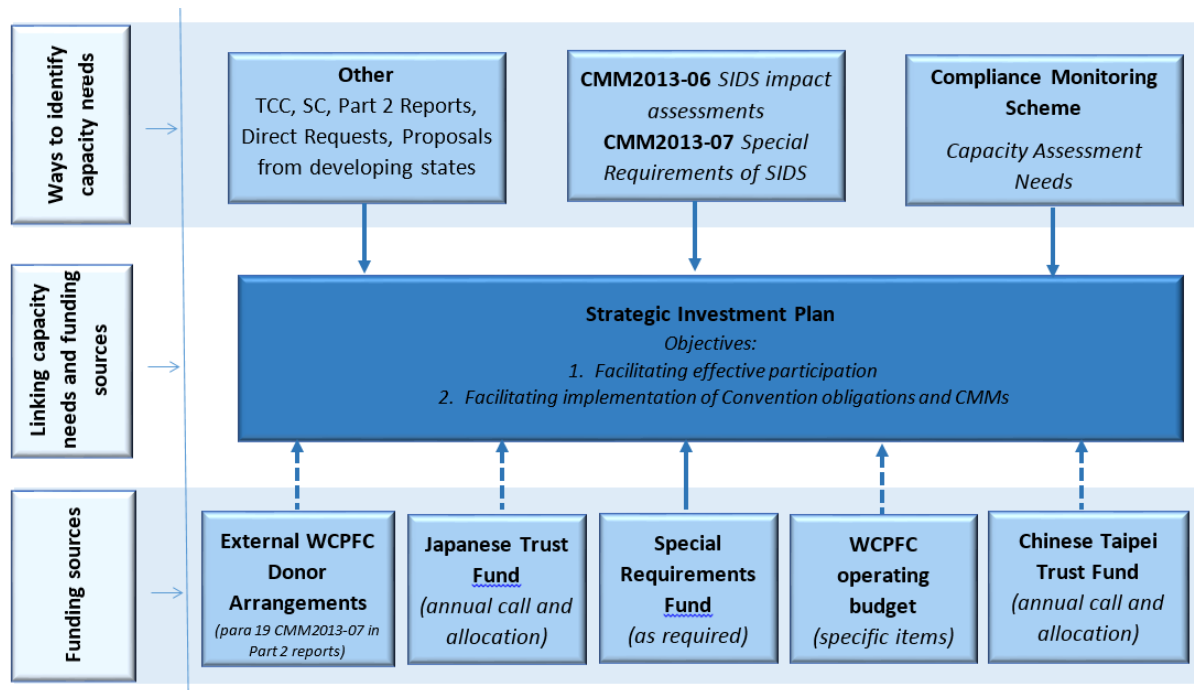 Ways to identify
capacity needs
Other
TCC, SC, Part 2 Reports,
Direct Requests, Proposals
from developing states
CMM2013-06 SIDS impact
assessments
CMM2013-07 Special
Requirements of SIDS
Compliance Monitoring
Scheme
Capacity Assessment
Needs
Linking capacity
needs and funding
sources
Strategic Investment Plan
Objectives:
1. Facilitating effective participation
2. Facilitating implementation of Convention obligations and CMMs
Funding sources
External WCPFC
Donor
Arrangements
(para 19 CMM2013-07 in
Part 2 reports)
Japanese Trust
Fund
(annual call and
allocation)
Special
Requirements
Fund
(as required)
WCPFC
operating
budget
(specific items)
Chinese Taipei
Trust Fund
(annual call and
allocation)